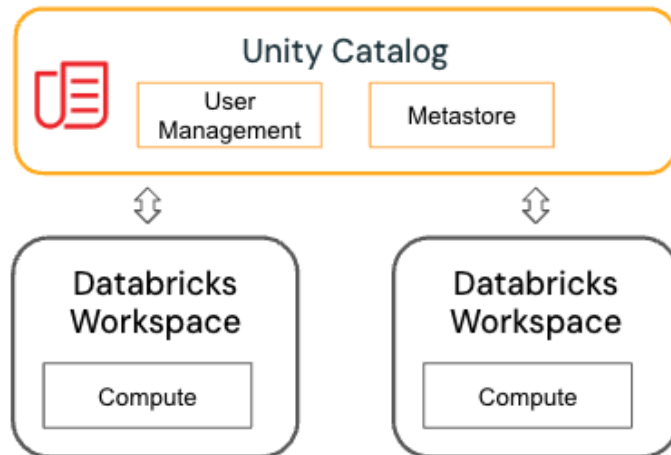 Unity Catalog
User
Management
Metastore
Databricks
Workspace
Compute
Databricks
Workspace
Compute